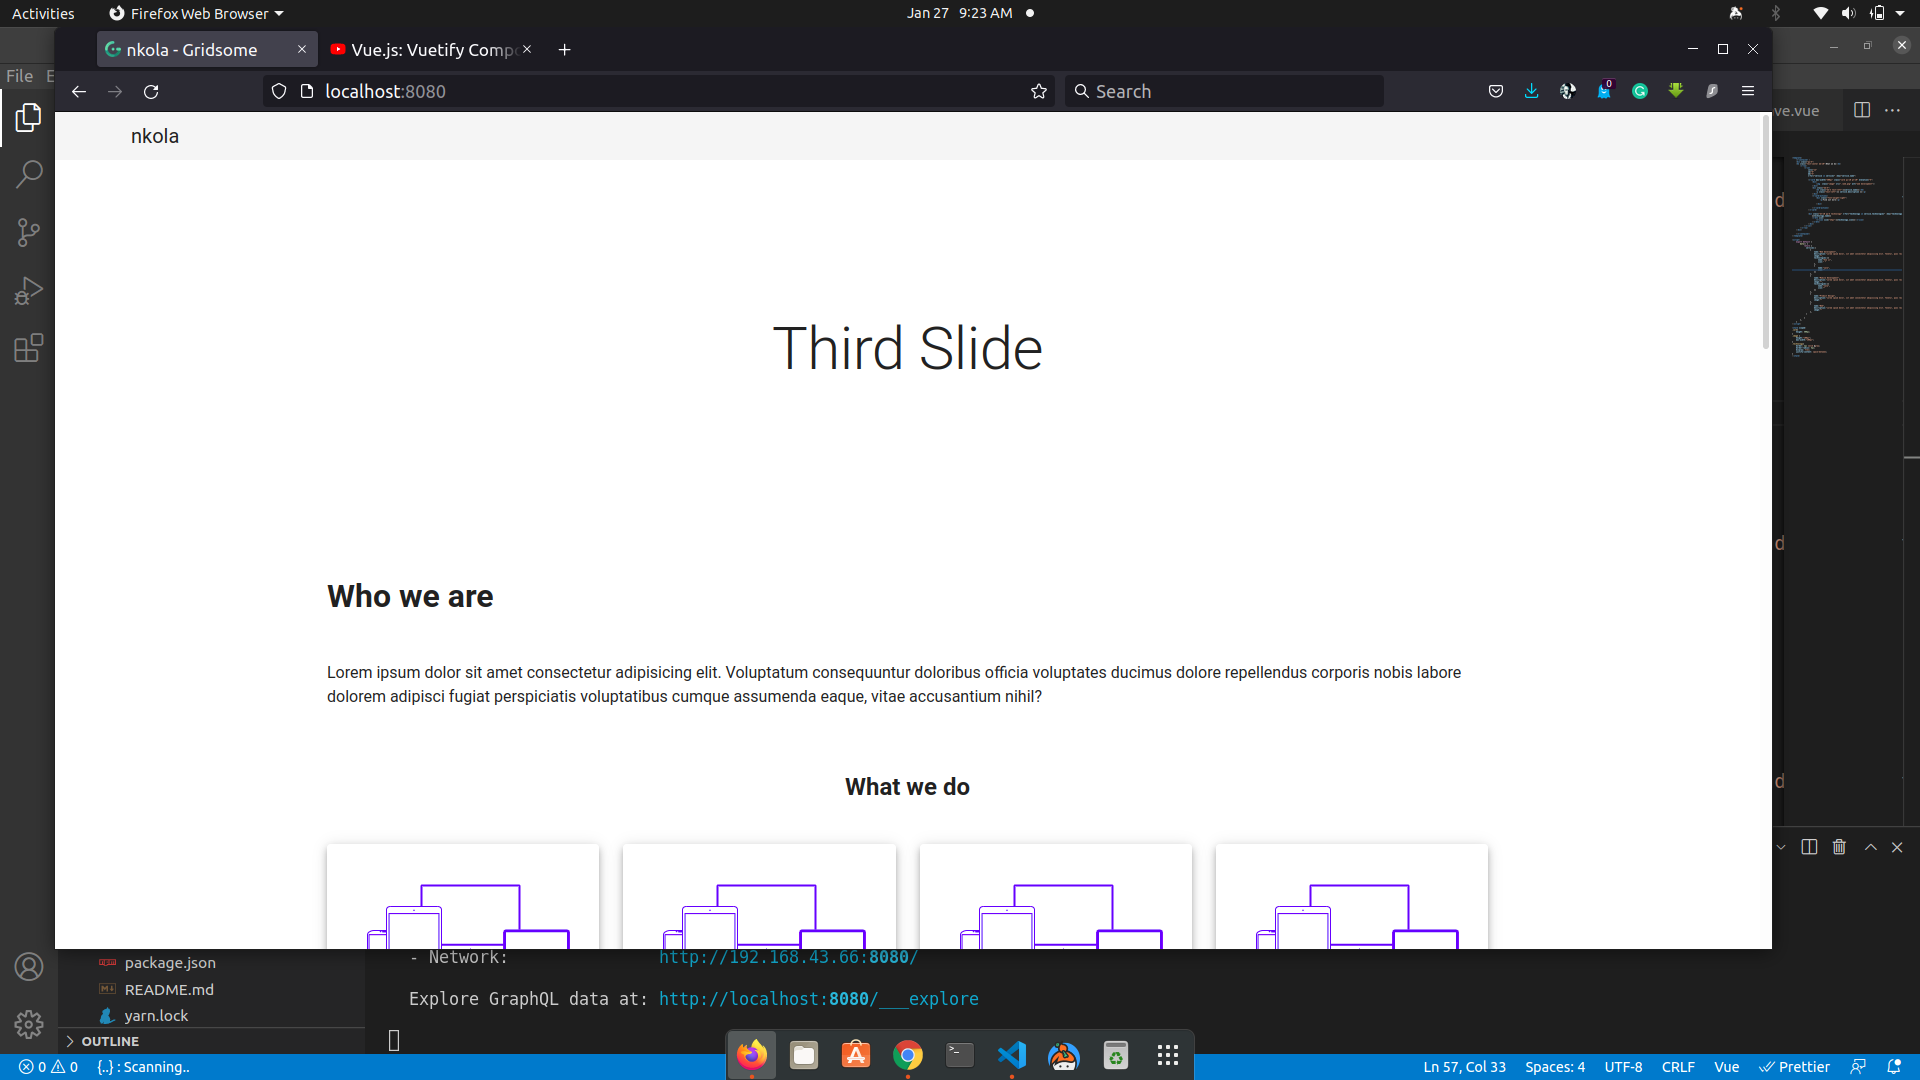 Activities
Firefox Web Browser
Jan 27 9:23 AM
File E
nkola - Gridsome
Vue.js: Vuetify Compo
localhost:8080
Search
0
ve.vue
nkola
d
Third Slide
d
Who we are
Lorem ipsum dolor sit amet consectetur adipisicing elit. Voluptatum consequuntur doloribus officia voluptates ducimus dolore repellendus corporis nobis labore
dolorem adipisci fugiat perspiciatis voluptatibus cumque assumenda eaque, vitae accusantium nihil?
d
What we do
- Network: http://192.168.43.66:8080/
package.json
README.md
Explore GraphQL data at: http://localhost:8080/___explore
yarn.lock
OUTLINE
0 0 {..} : Scanning..
Ln 57, Col 33 Spaces: 4 UTF-8 CRLF Vue Prettier